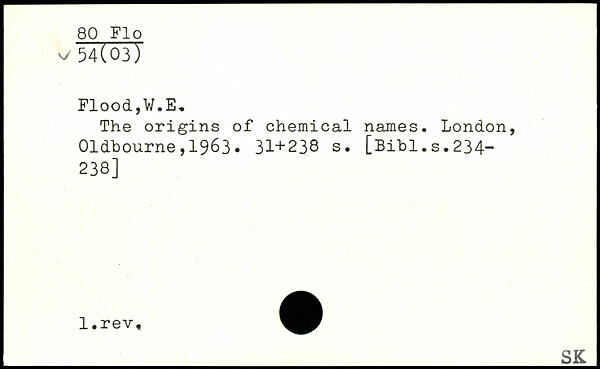 80 Flo
54(03)
Flood,W.E.
The origins of chemical names. London,
Oldbourne,1963. 31+238 s. [Bibl.s.234-
238]
1.rev.
SK